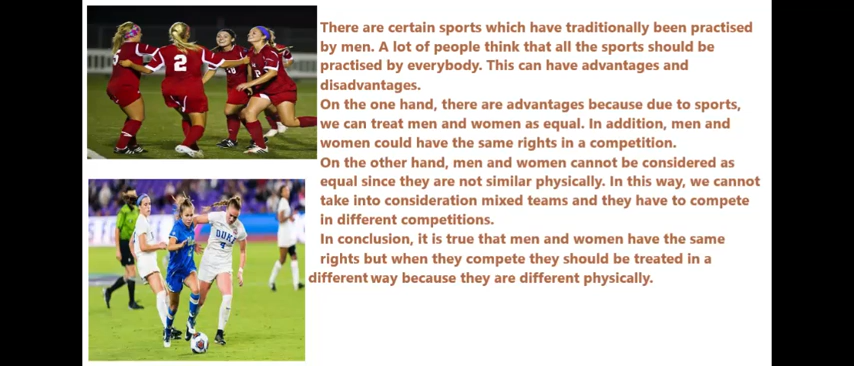 There are certain sports which have traditionally been practised
by men. A lot of people think that all the sports should be
practised by everybody. This can have advantages and
disadvantages.
On the one hand, there are advantages because due to sports,
we can treat men and women as equal. In addition, men and
women could have the same rights in a competition.
On the other hand, men and women cannot be considered as
equal since they are not similar physically. In this way, we cannot
take into consideration mixed teams and they have to compete
in different competitions.
In conclusion, it is true that men and women have the same
rights but when they compete they should be treated in a
different way because they are different physically.
2
DUKE